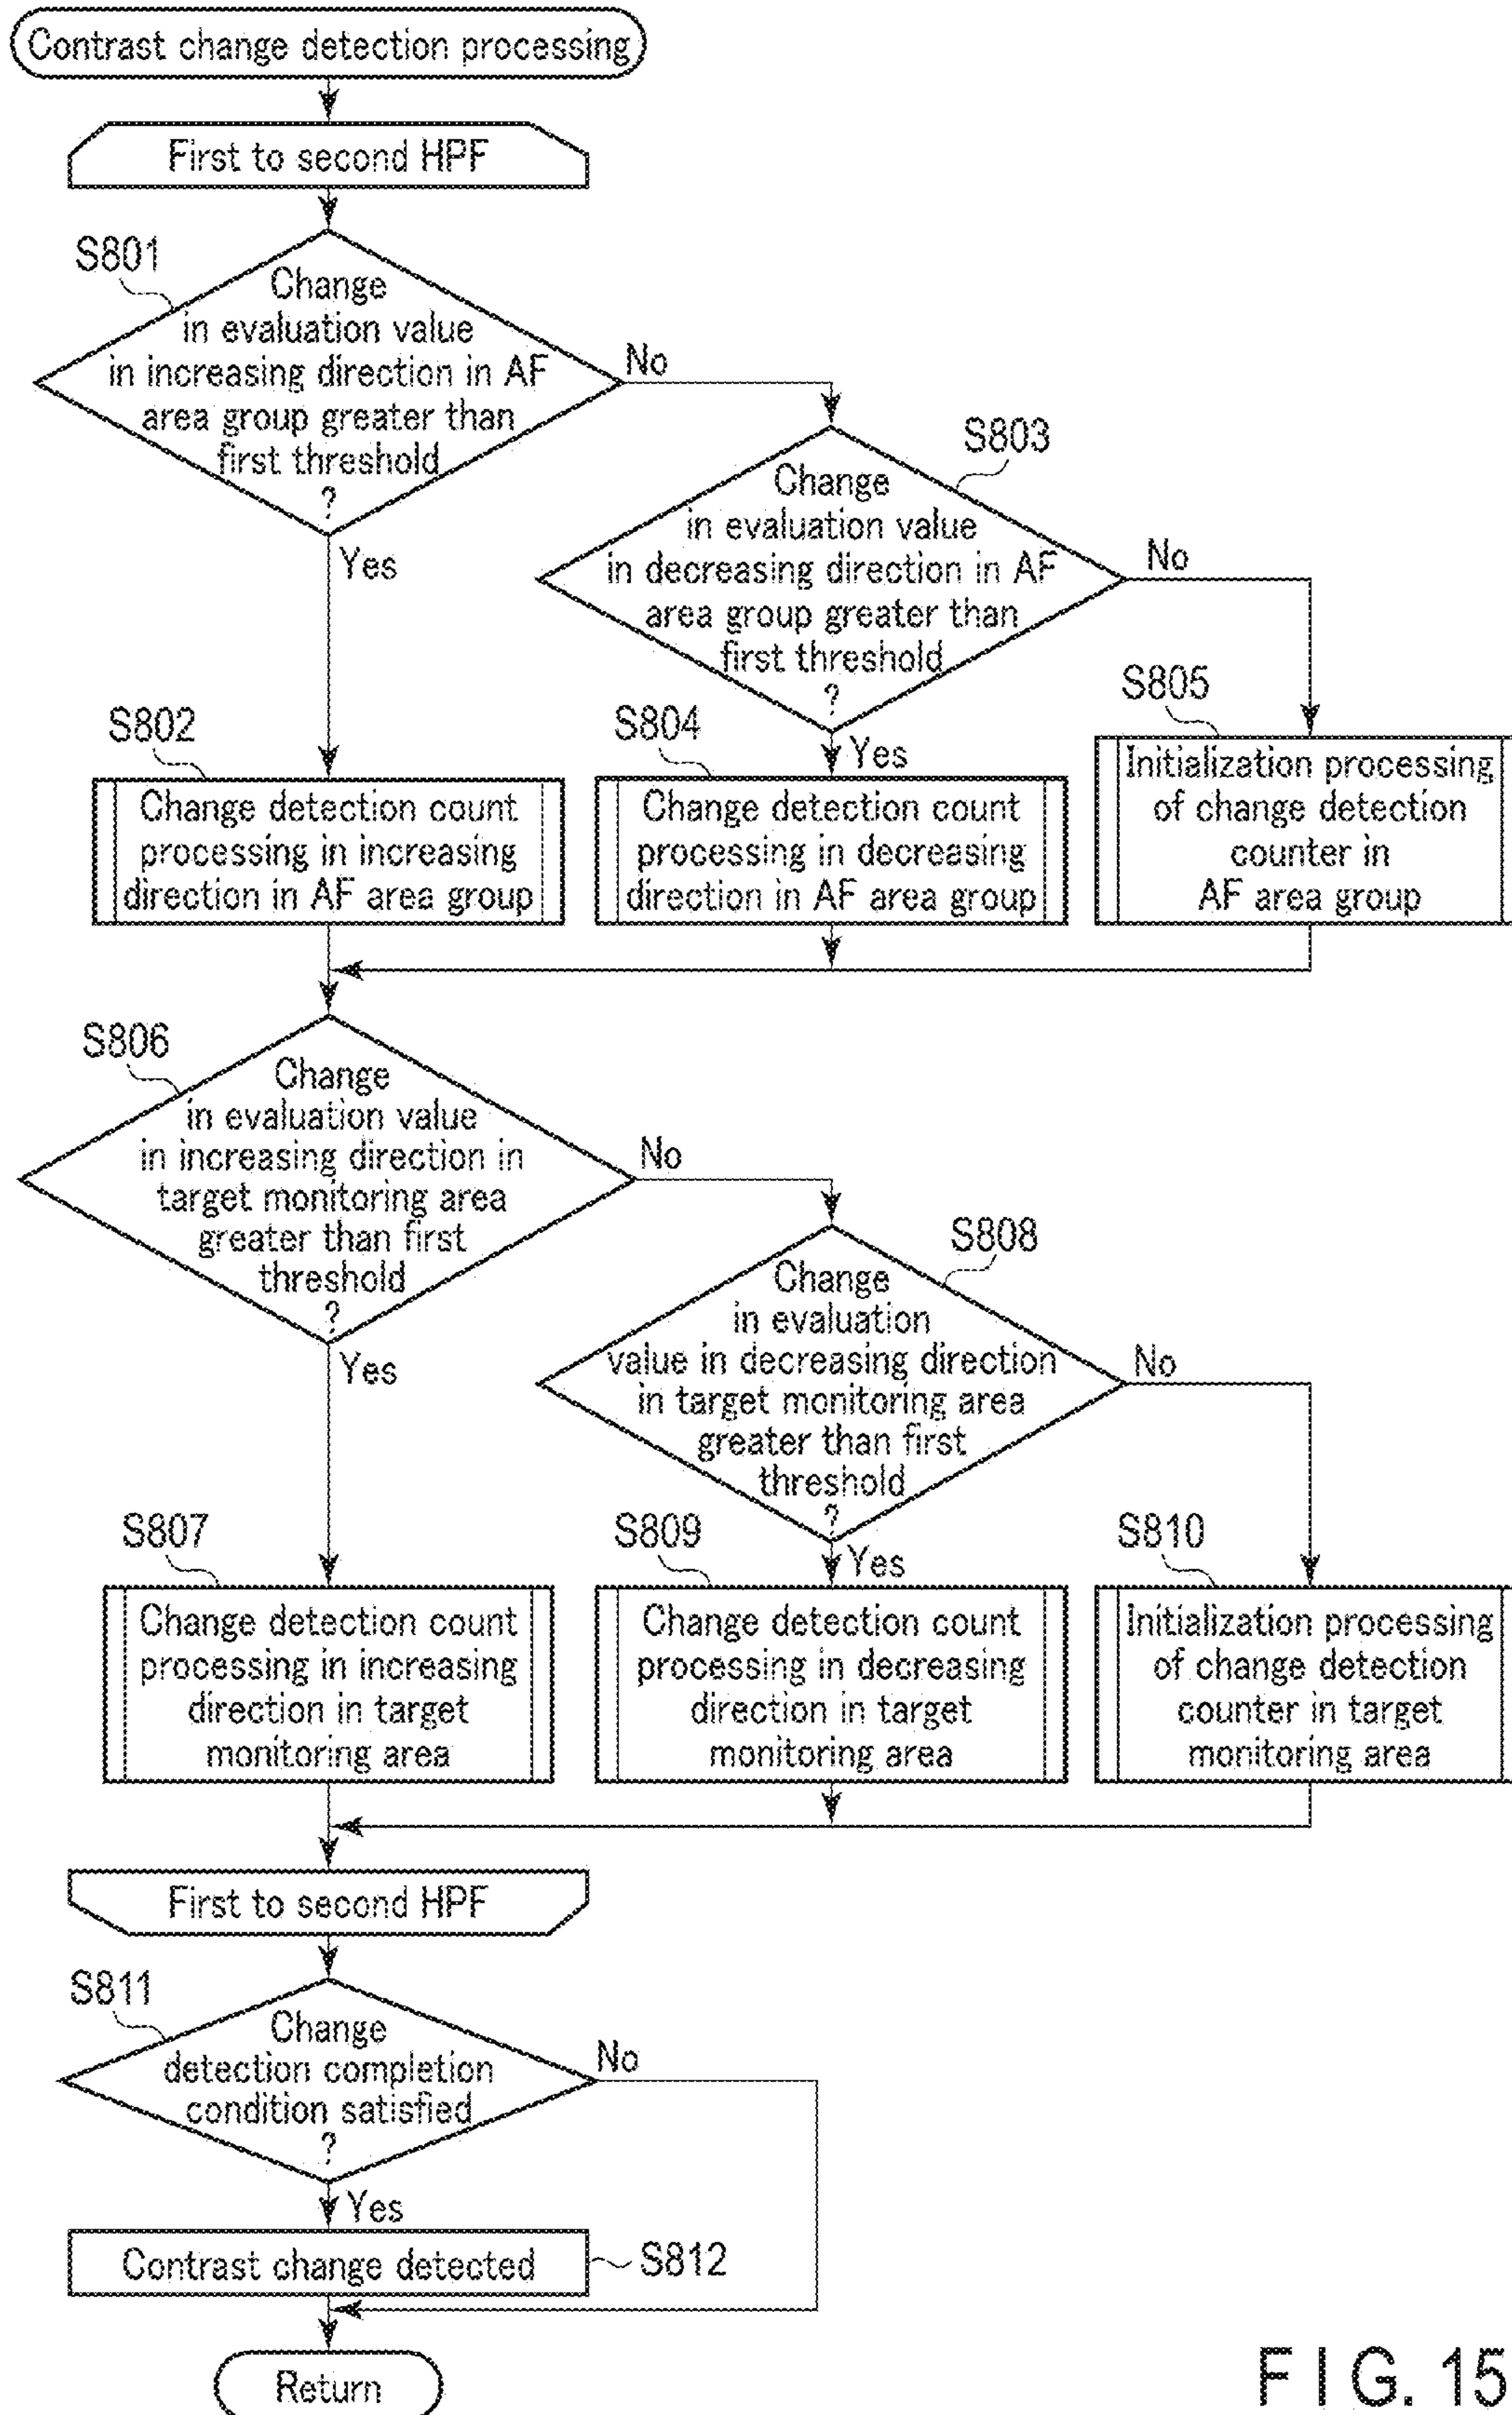 Contrast change detection processing
First to second HPF
S801
Change
in evaluation value
in increasing direction in AF
area group greater than
first threshold
?
No
Yes
S803
Change
in evaluation value
in decreasing direction in AF
area group greater than
first threshold
?
No
Yes
S802
Change detection count
processing in increasing
direction in AF area group
S804
Change detection count
processing in decreasing
direction in AF area group
S805
Initialization processing
of change detection
counter in
AF area group
S806
Change
in evaluation value
in increasing direction in
target monitoring area
greater than first
threshold
?
No
Yes
S808
Change
in evaluation
value in decreasing direction
in target monitoring area
greater than first
threshold
?
No
Yes
S807
Change detection count
processing in increasing
direction in target
monitoring area
S809
Change detection count
processing in decreasing
direction in target
monitoring area
S810
Initialization processing
of change detection
counter in target
monitoring area
First to second HPF
S811
Change
detection completion
condition satisfied
?
No
Yes
Contrast change detected
S812
Return
FIG. 15